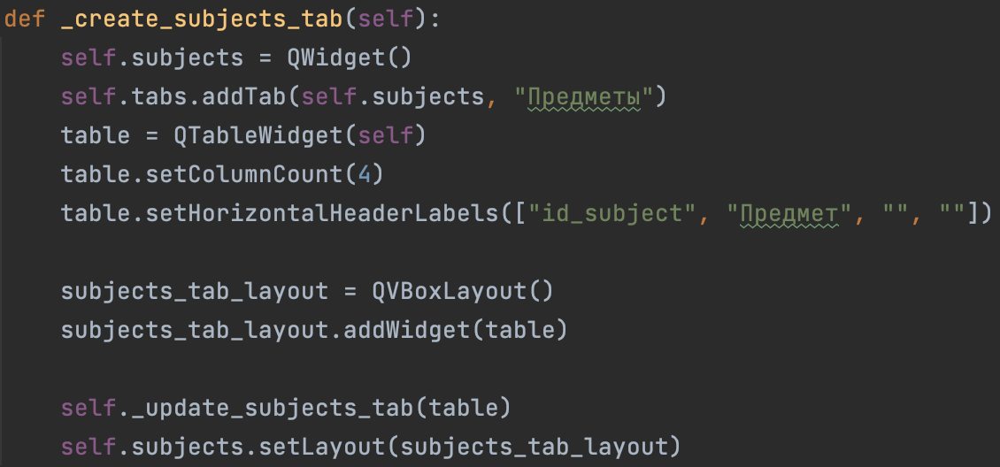 def _create_subjects_tab(self):
    self.subjects = QWidget()
    self.tabs.addTab(self.subjects, "Предметы")
    table = QTableWidget(self)
    table.setColumnCount(4)
    table.setHorizontalHeaderLabels(["id_subject", "Предмет", "", ""])

    subjects_tab_layout = QVBoxLayout()
    subjects_tab_layout.addWidget(table)

    self._update_subjects_tab(table)
    self.subjects.setLayout(subjects_tab_layout)